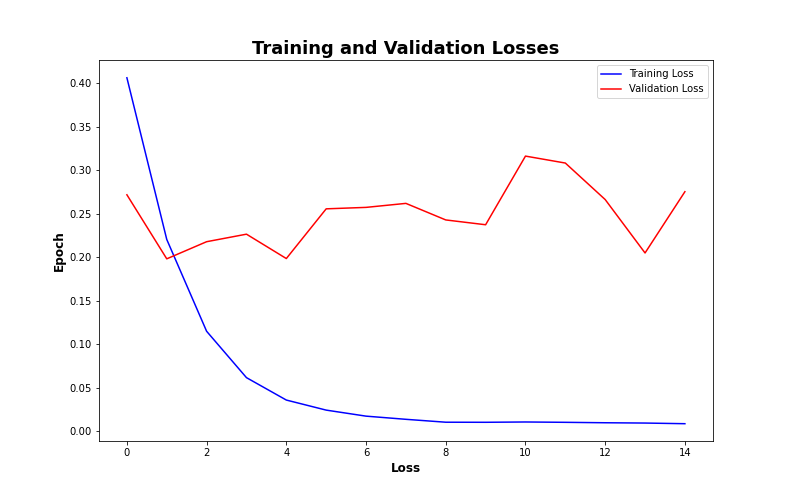 Training and Validation Losses
Training Loss
Validation Loss
0.40
0.35
0.30
0.25
0.20
0.15
0.10
0.05
0.00
Epoch
0 2 4 6 8 10 12 14
Loss